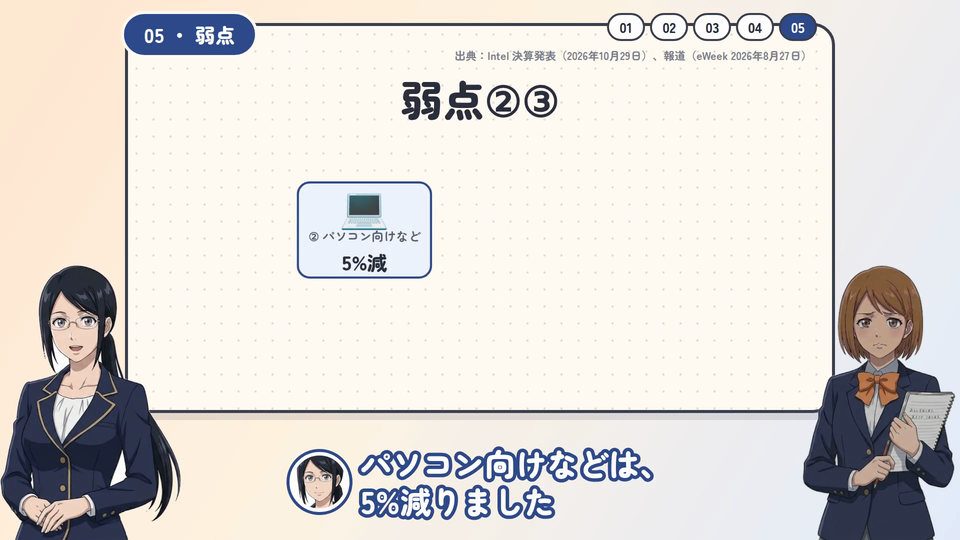 05 ・ 弱点
01 02 03 04 05
出典：Intel 決算発表（2026年10月29日）、報道（eWeek 2026年8月27日）
弱点②③
② パソコン向けなど
5%減
パソコン向けなどは、
5%減りました